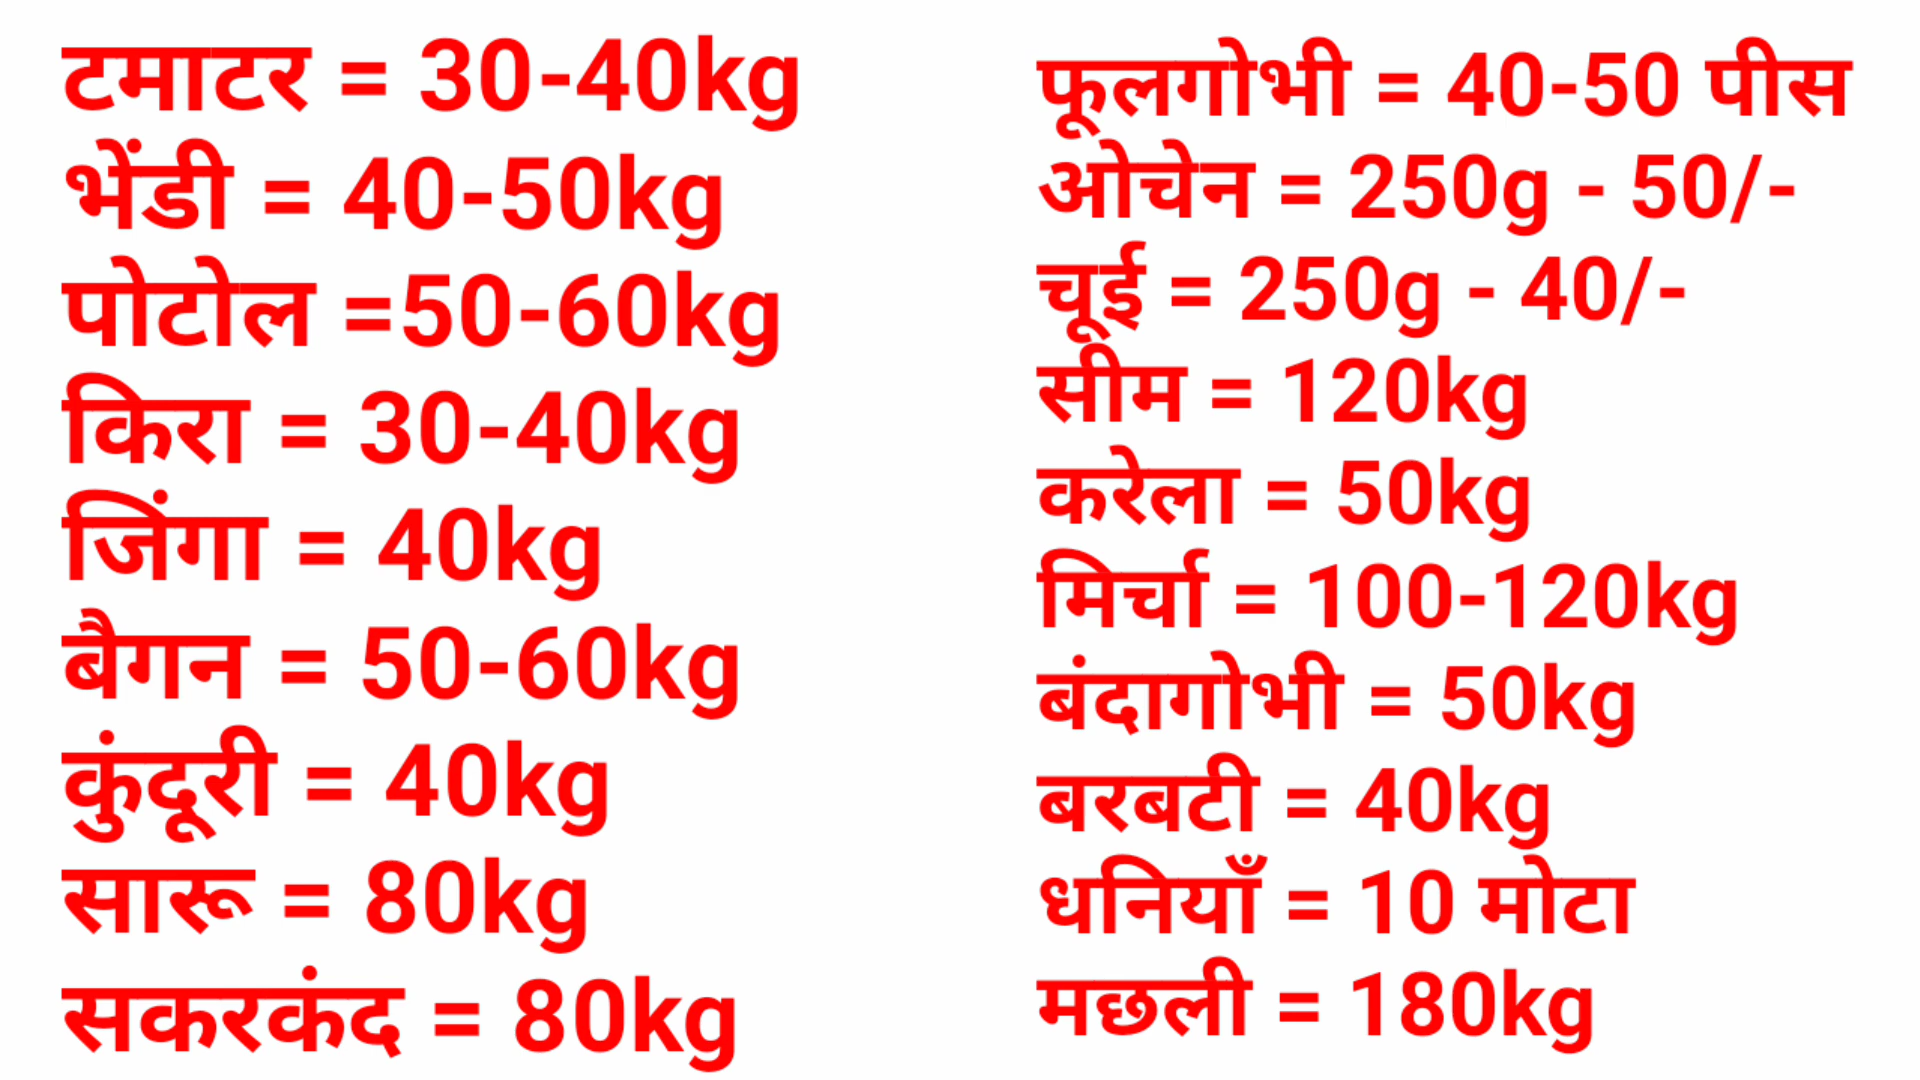 टमाटर = 30-40kg
भेंडी = 40-50kg
पोटोल =50-60kg
किरा = 30-40kg
जिंगा = 40kg
बैगन = 50-60kg
कुंदूरी = 40kg
सारू = 80kg
सकरकंद = 80kg
फूलगोभी = 40-50 पीस
ओचेन = 250g - 50/-
चूई = 250g - 40/-
सीम = 120kg
करेला = 50kg
मिर्चा = 100-120kg
बंदागोभी = 50kg
बरबटी = 40kg
धनियाँ = 10 मोटा
मछली = 180kg